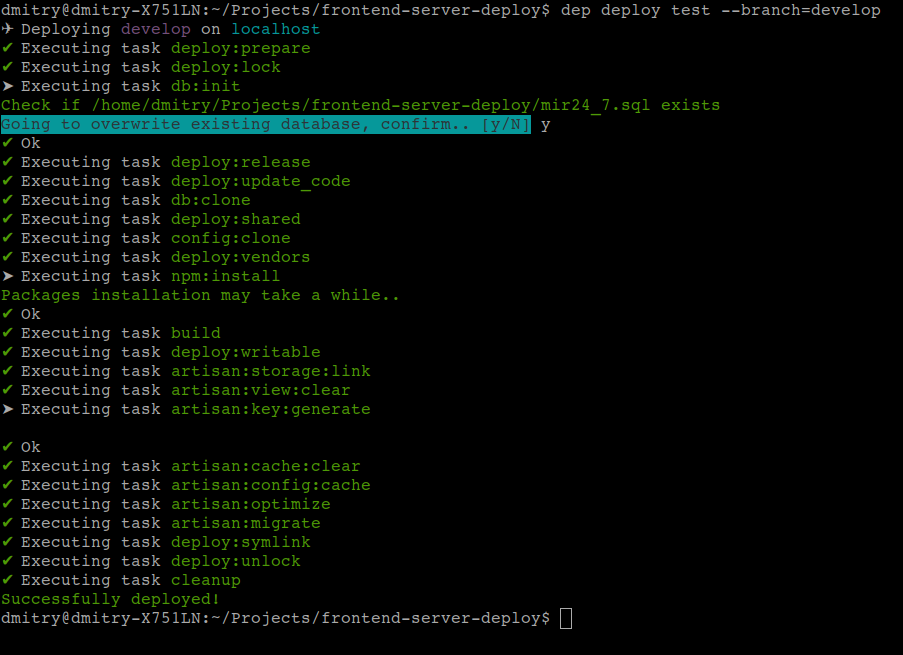 dmitry@dmitry-X751LN:~/Projects/frontend-server-deploy$ dep deploy test --branch=develop
✈ Deploying develop on localhost
✔ Executing task deploy:prepare
✔ Executing task deploy:lock
➤ Executing task db:init
Check if /home/dmitry/Projects/frontend-server-deploy/mir24_7.sql exists
Going to overwrite existing database, confirm.. [y/N] y
✔ Ok
✔ Executing task deploy:release
✔ Executing task deploy:update_code
✔ Executing task db:clone
✔ Executing task deploy:shared
✔ Executing task config:clone
✔ Executing task deploy:vendors
➤ Executing task npm:install
Packages installation may take a while..
✔ Ok
✔ Executing task build
✔ Executing task deploy:writable
✔ Executing task artisan:storage:link
✔ Executing task artisan:view:clear
➤ Executing task artisan:key:generate
✔ Ok
✔ Executing task artisan:cache:clear
✔ Executing task artisan:config:cache
✔ Executing task artisan:optimize
✔ Executing task artisan:migrate
✔ Executing task deploy:symlink
✔ Executing task deploy:unlock
✔ Executing task cleanup
Successfully deployed!
dmitry@dmitry-X751LN:~/Projects/frontend-server-deploy$